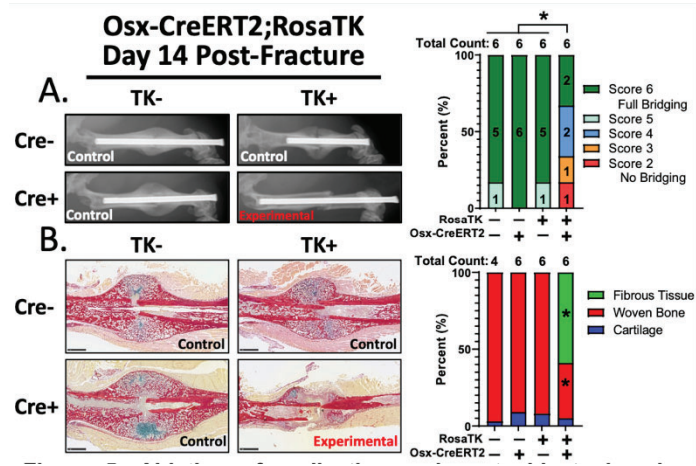 Osx-CreERT2;RosaTK
Day 14 Post-Fracture
A.
TK-
TK+
Cre-
Control
Control
Cre+
Control
Experimental
B.
TK-
TK+
Cre-
Control
Control
Cre+
Control
Experimental
*
Total Count: 6 6 6 6
Percent (%)
100
50
0
5
1
6
5
1
2
2
1
1
Score 6
Full Bridging
Score 5
Score 4
Score 3
Score 2
No Bridging
RosaTK — — + +
Osx-CreERT2 — + — +
Total Count: 4 6 6 6
Percent (%)
100
50
0
*
*
Fibrous Tissue
Woven Bone
Cartilage
RosaTK — — + +
Osx-CreERT2 — + — +